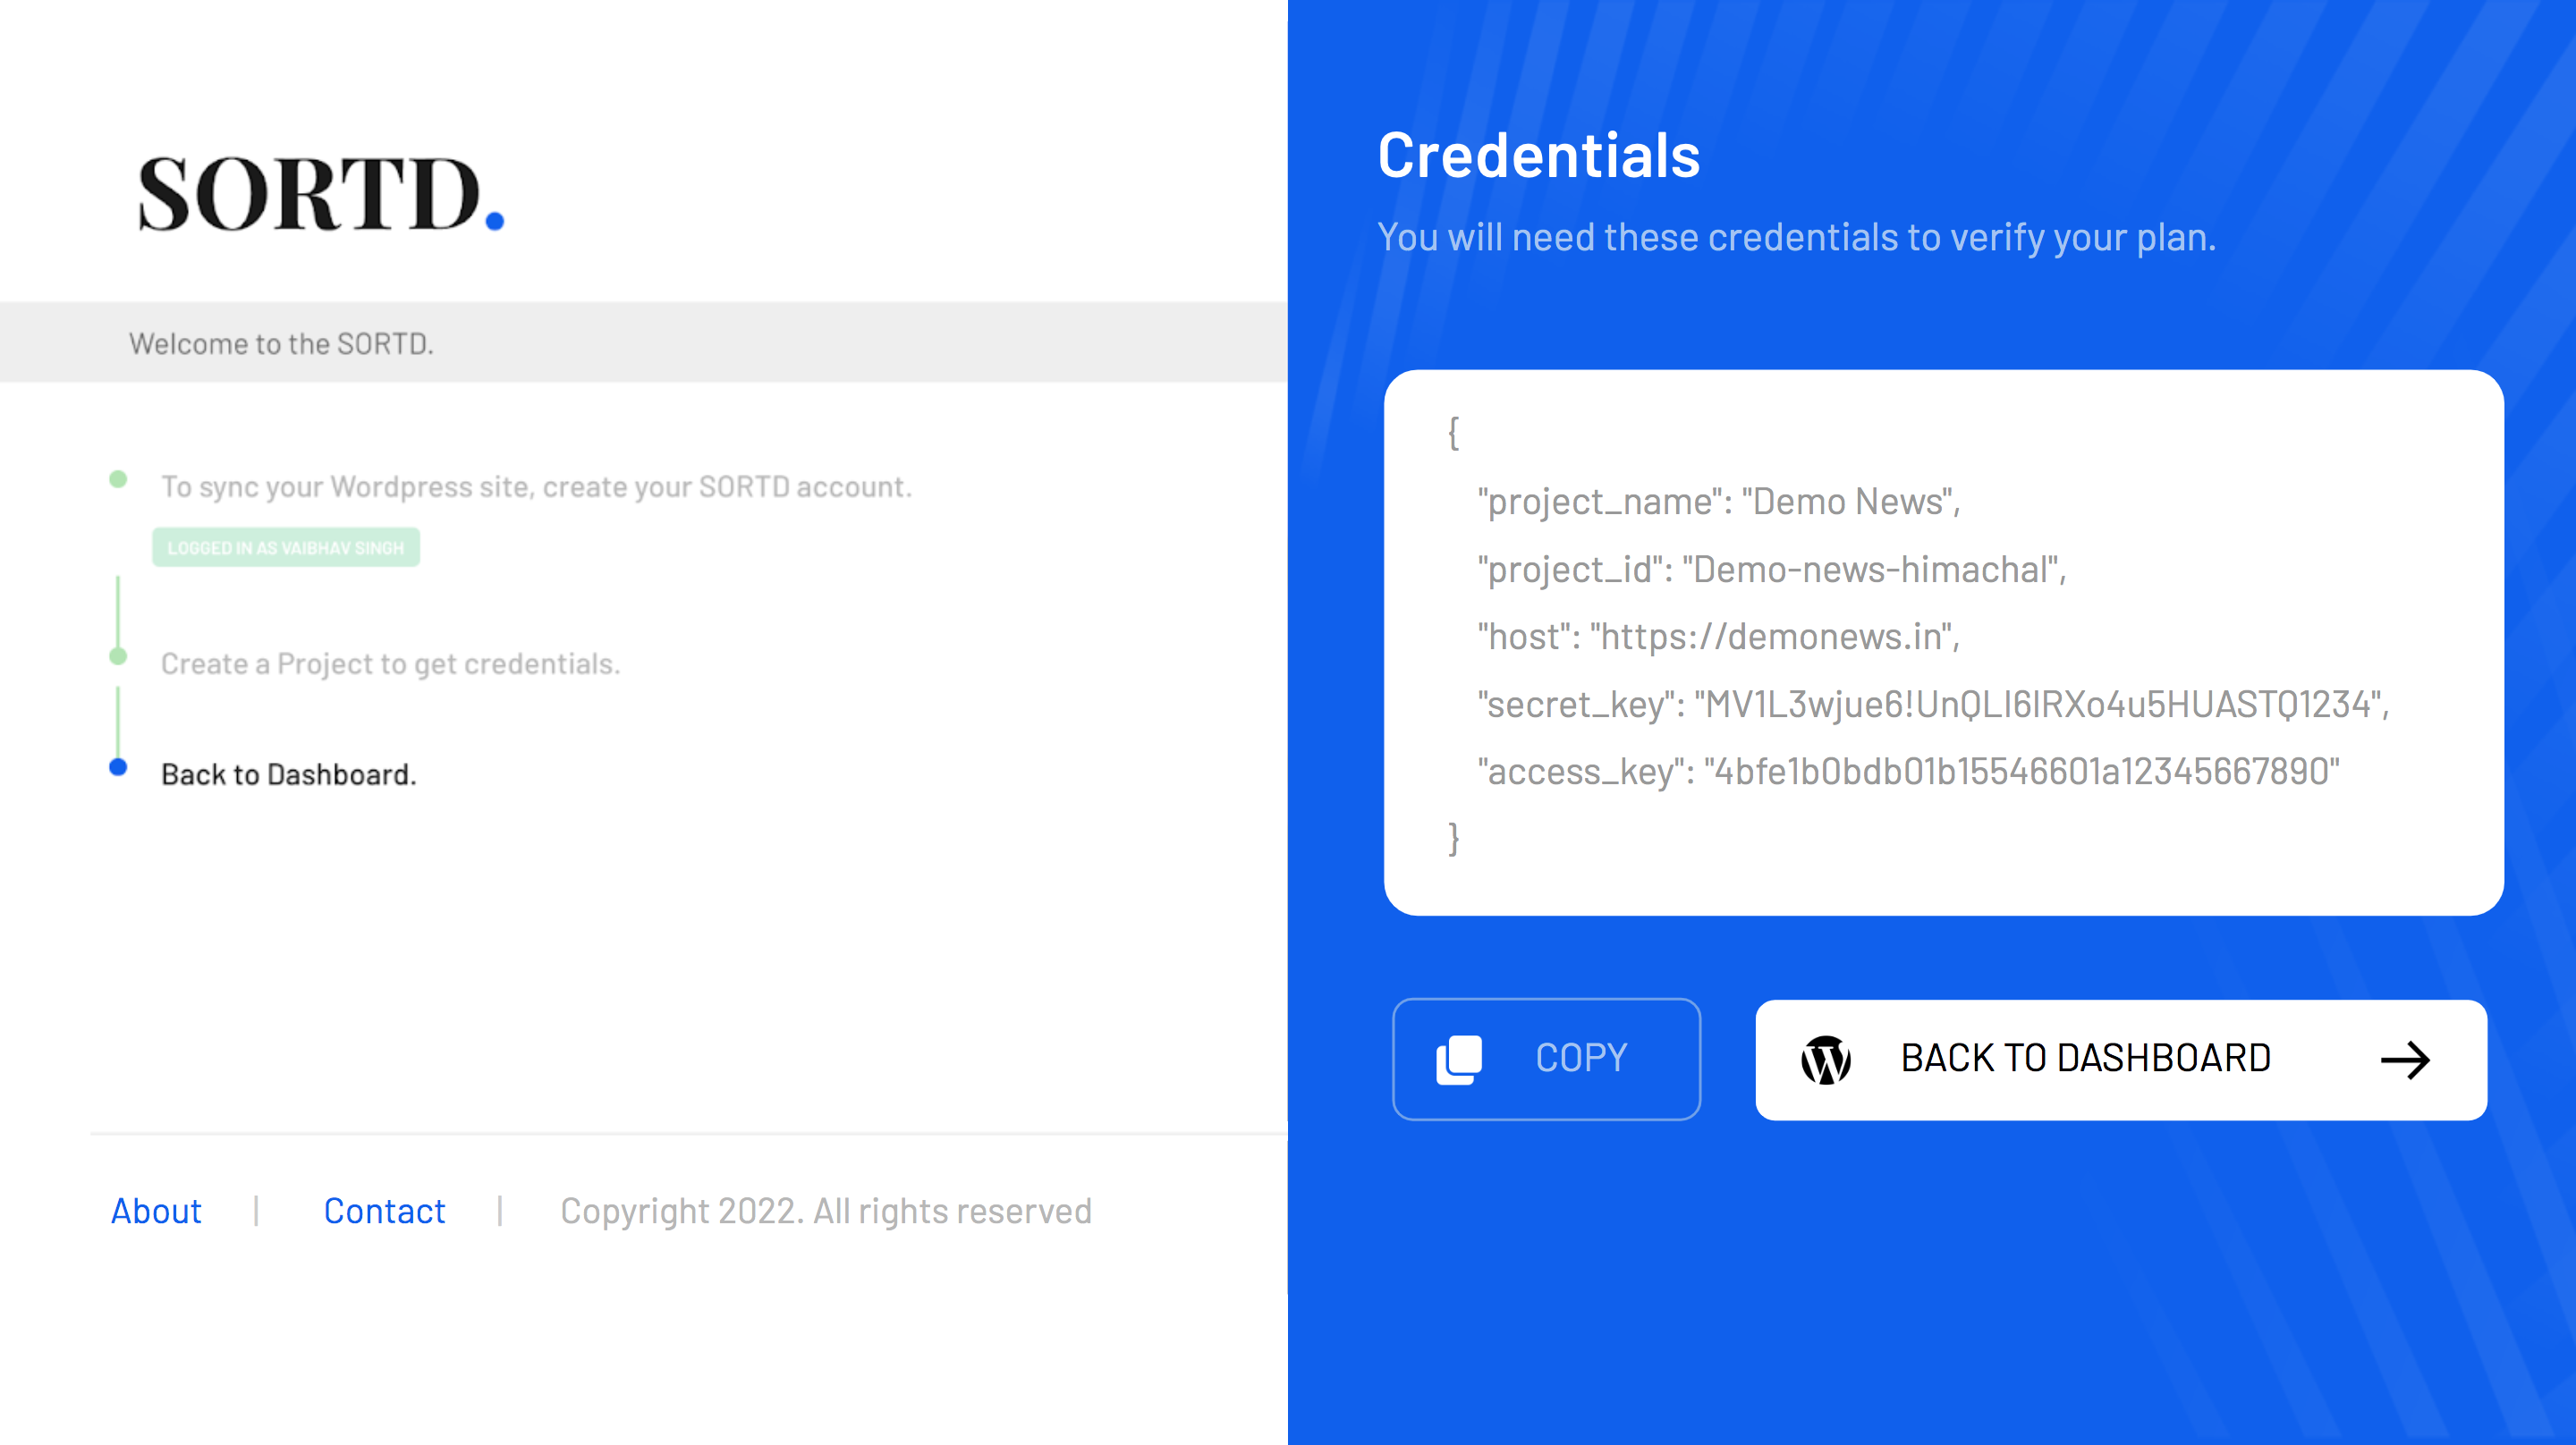 SORTD.
Welcome to the SORTD.
To sync your Wordpress site, create your SORTD account.
LOGGED IN AS VAIBHAV SINGH
Create a Project to get credentials.
Back to Dashboard.
About | Contact | Copyright 2022. All rights reserved
Credentials
You will need these credentials to verify your plan.
{
"project_name": "Demo News",
"project_id": "Demo-news-himachal",
"host": "https://demonews.in",
"secret_key": "MV1L3wjue6!UnQLI6IRXo4u5HUASTQ1234",
"access_key": "4bfe1b0bdb01b15546601a12345667890"
}
COPY
BACK TO DASHBOARD